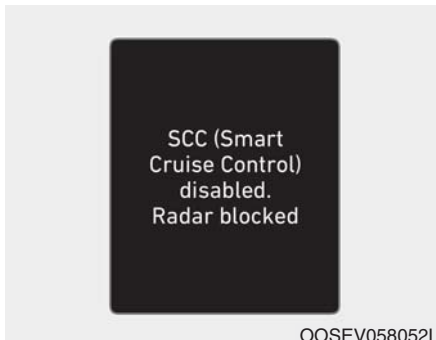 SCC (Smart
Cruise Control)
disabled.
Radar blocked
OOSEV058052L